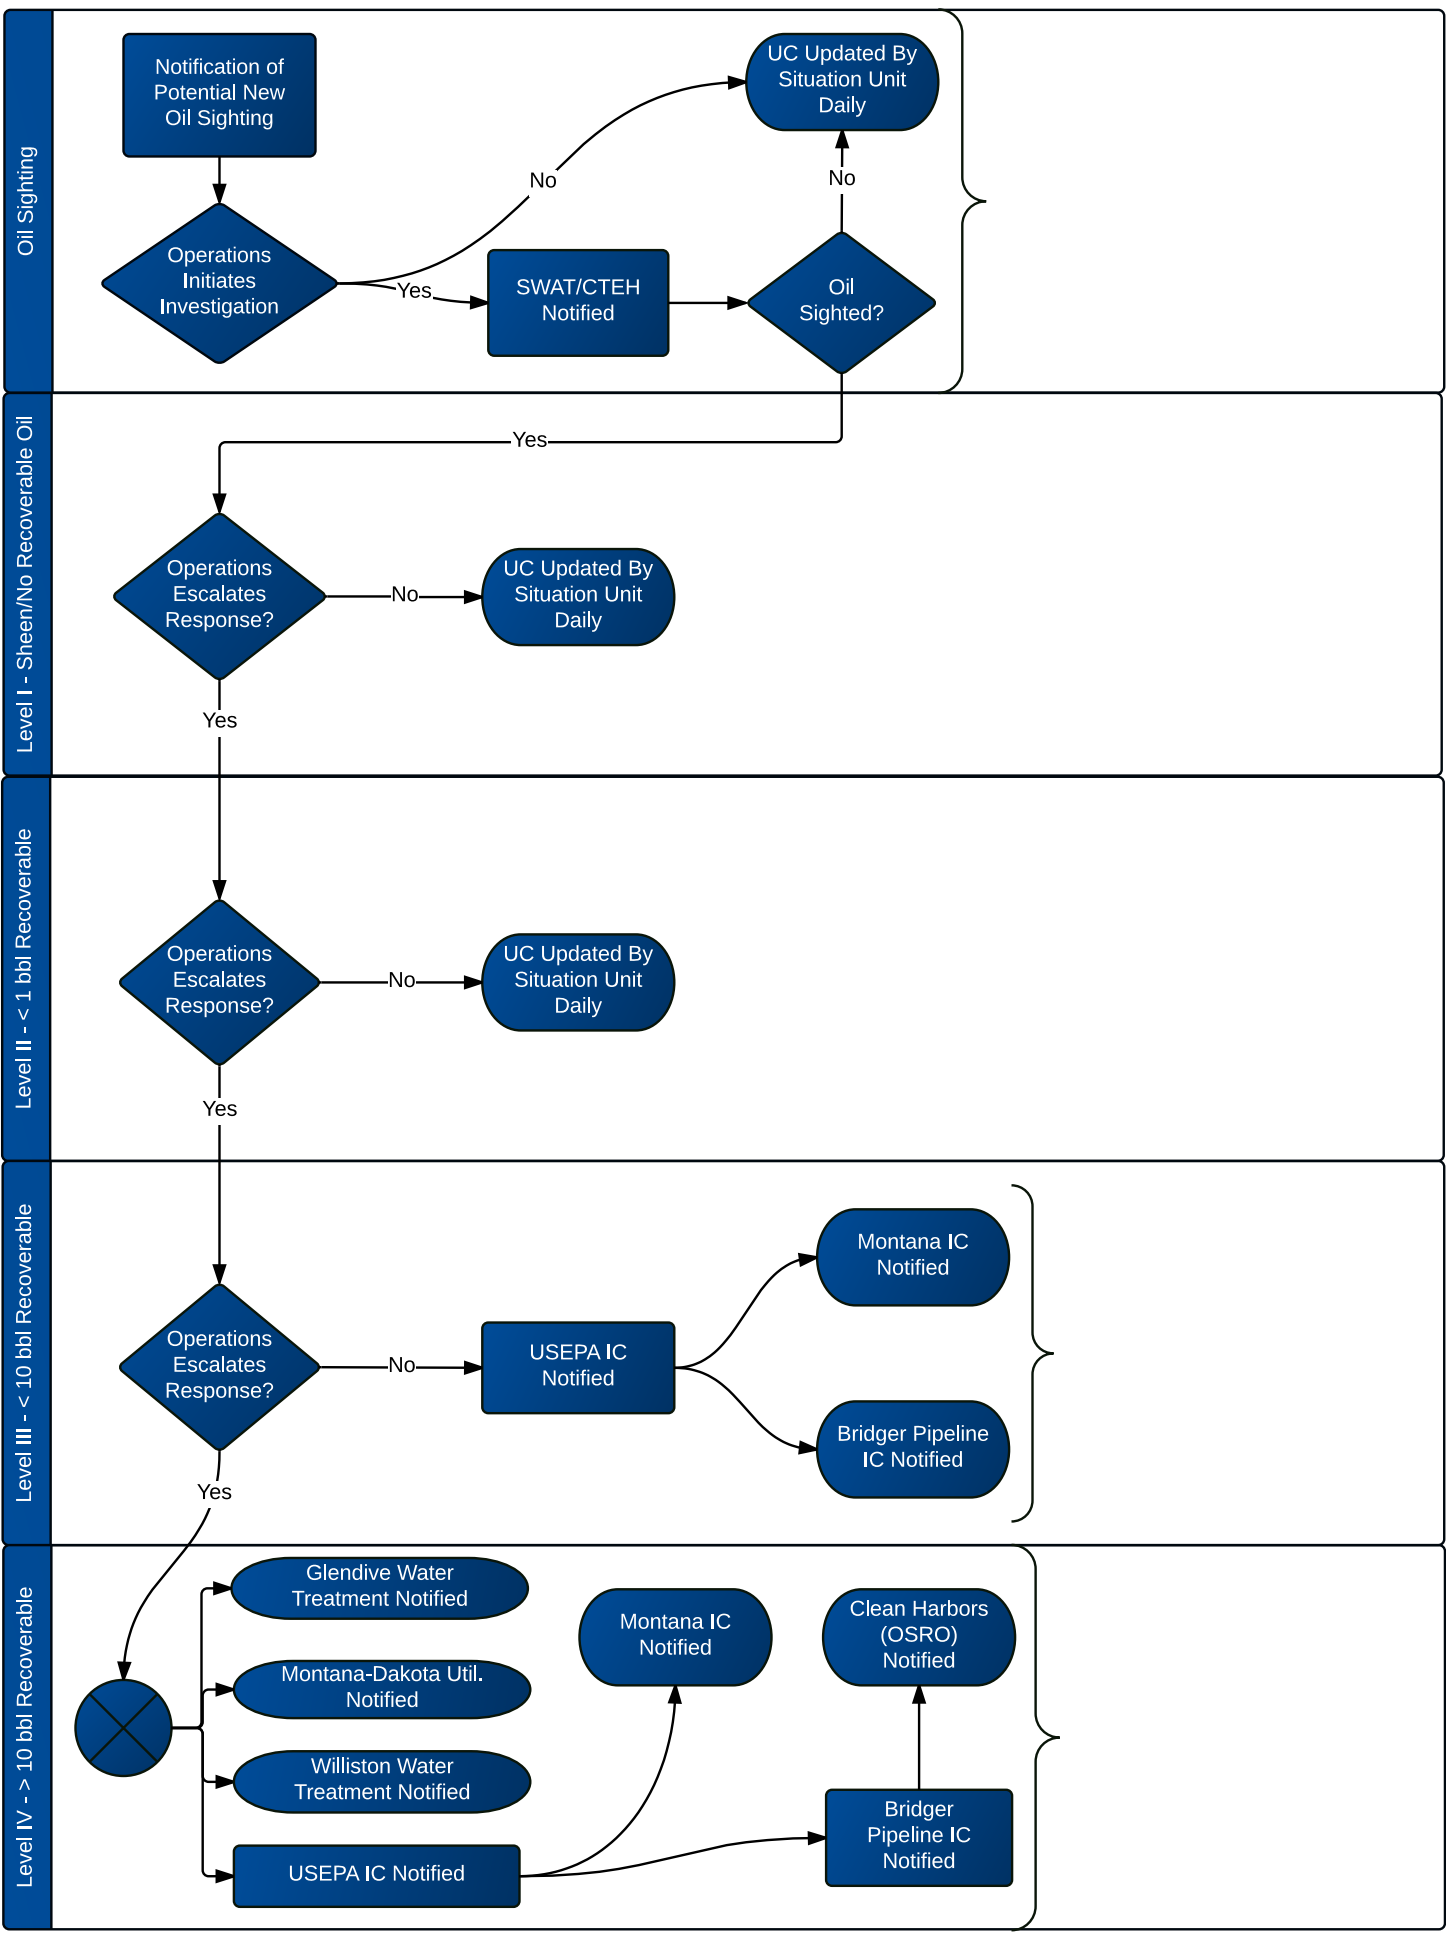 Oil Sighting
Notification of
Potential New
Oil Sighting
UC Updated By
Situation Unit
Daily
No
No
Operations
Initiates
Investigation
Yes
SWAT/CTEH
Notified
Oil
Sighted?
Level I - Sheen/No Recoverable Oil
Yes
Operations
Escalates
Response?
No
UC Updated By
Situation Unit
Daily
Yes
Level II - < 1 bbl Recoverable
Operations
Escalates
Response?
No
UC Updated By
Situation Unit
Daily
Yes
Level III - < 10 bbl Recoverable
Montana IC
Notified
Operations
Escalates
Response?
No
USEPA IC
Notified
Bridger Pipeline
IC Notified
Yes
Level IV - > 10 bbl Recoverable
Glendive Water
Treatment Notified
Montana IC
Notified
Clean Harbors
(OSRO)
Notified
Montana-Dakota Util.
Notified
Williston Water
Treatment Notified
Bridger
Pipeline IC
Notified
USEPA IC Notified